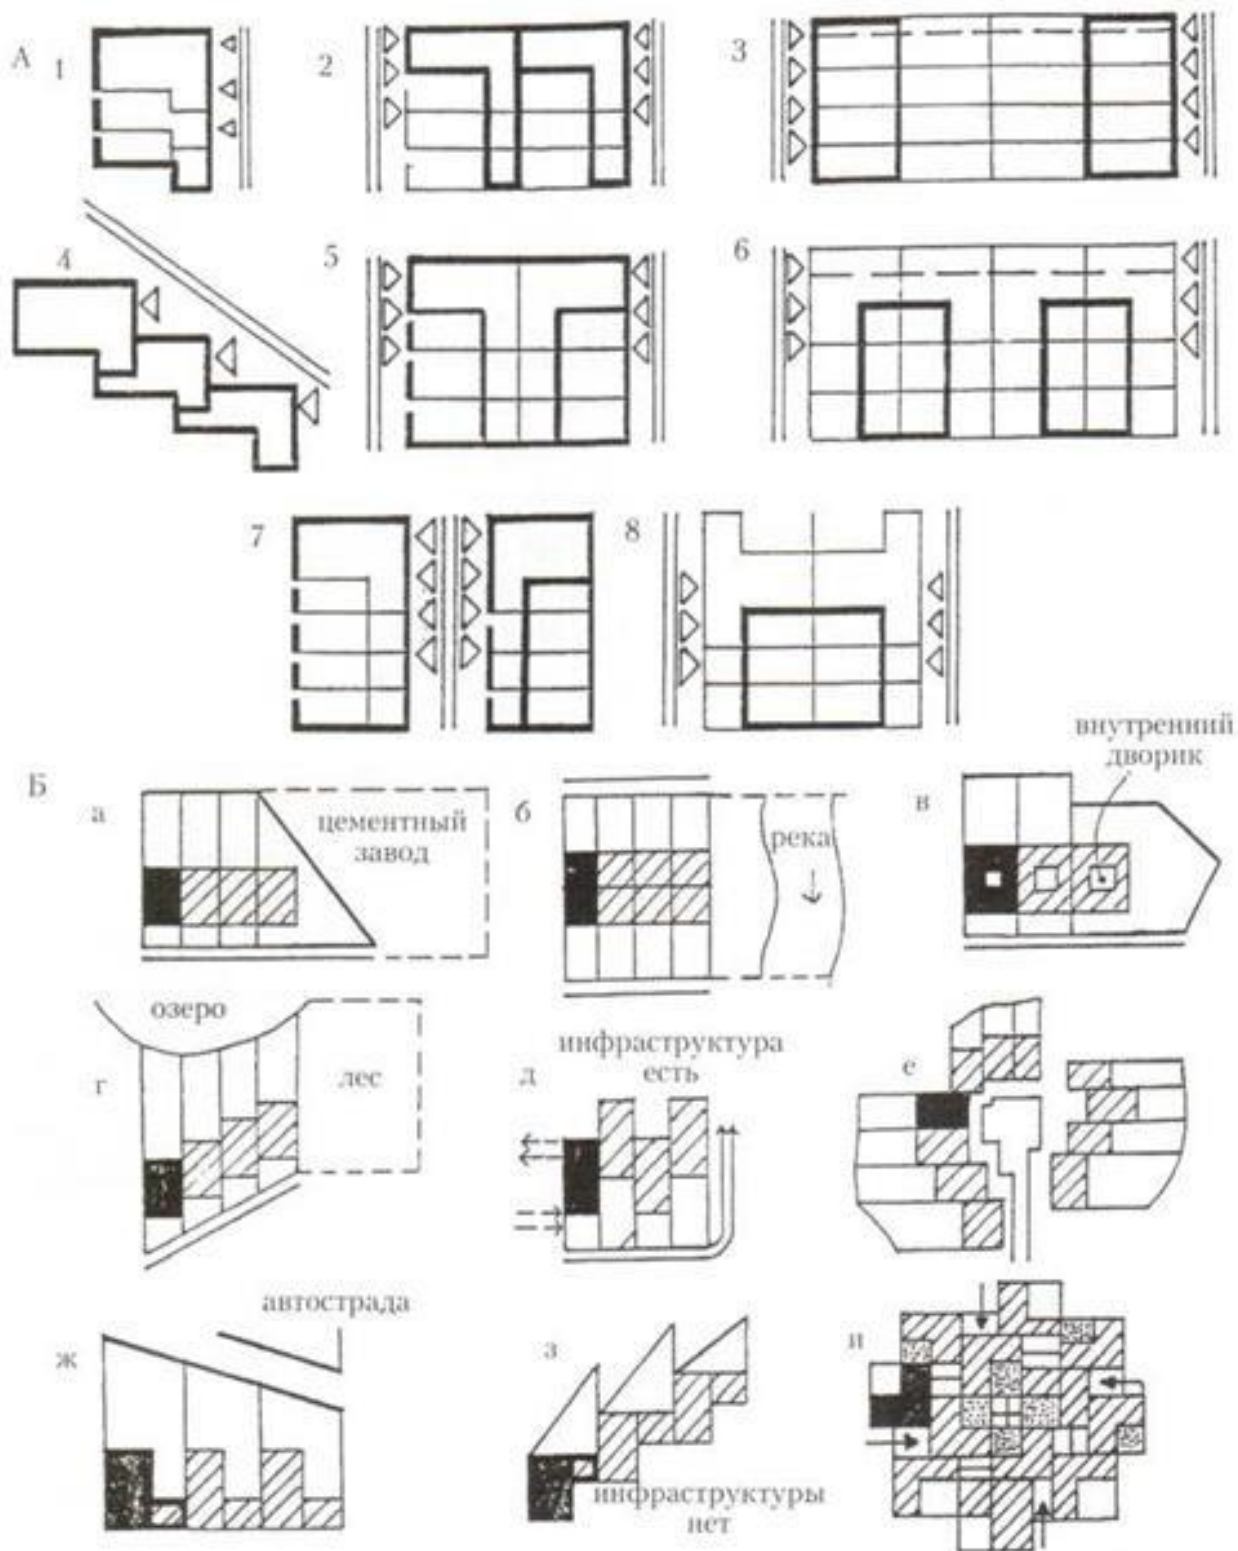 А
1
2
3
4
5
6
7
8
внутренний
дворик
Б
а
цементный
завод
б
река
в
г
озеро
лес
инфраструктура
есть
д
е
автострада
ж
з
инфраструктуры
нет
и